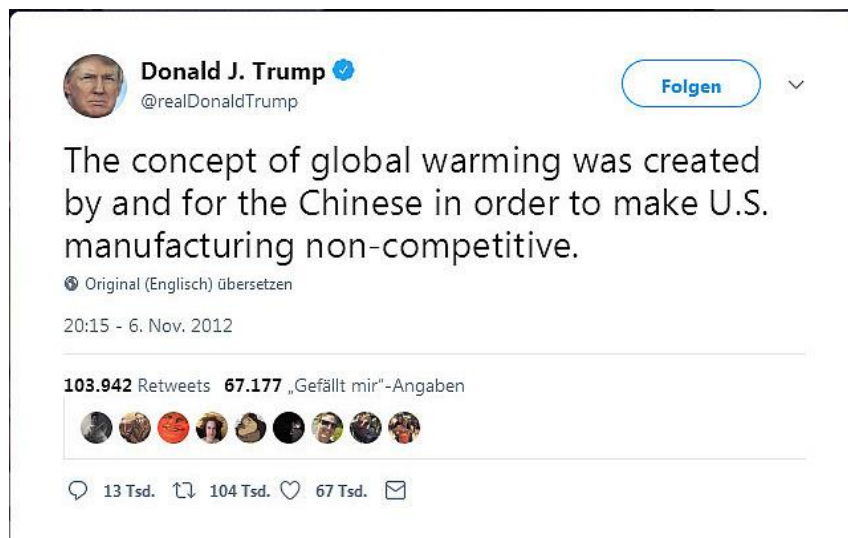 Donald J. Trump
@realDonaldTrump
Folgen
The concept of global warming was created
by and for the Chinese in order to make U.S.
manufacturing non-competitive.
Original (Englisch) übersetzen
20:15 - 6. Nov. 2012
103.942 Retweets 67.177 „Gefällt mir“-Angaben
13 Tsd. 104 Tsd. 67 Tsd.